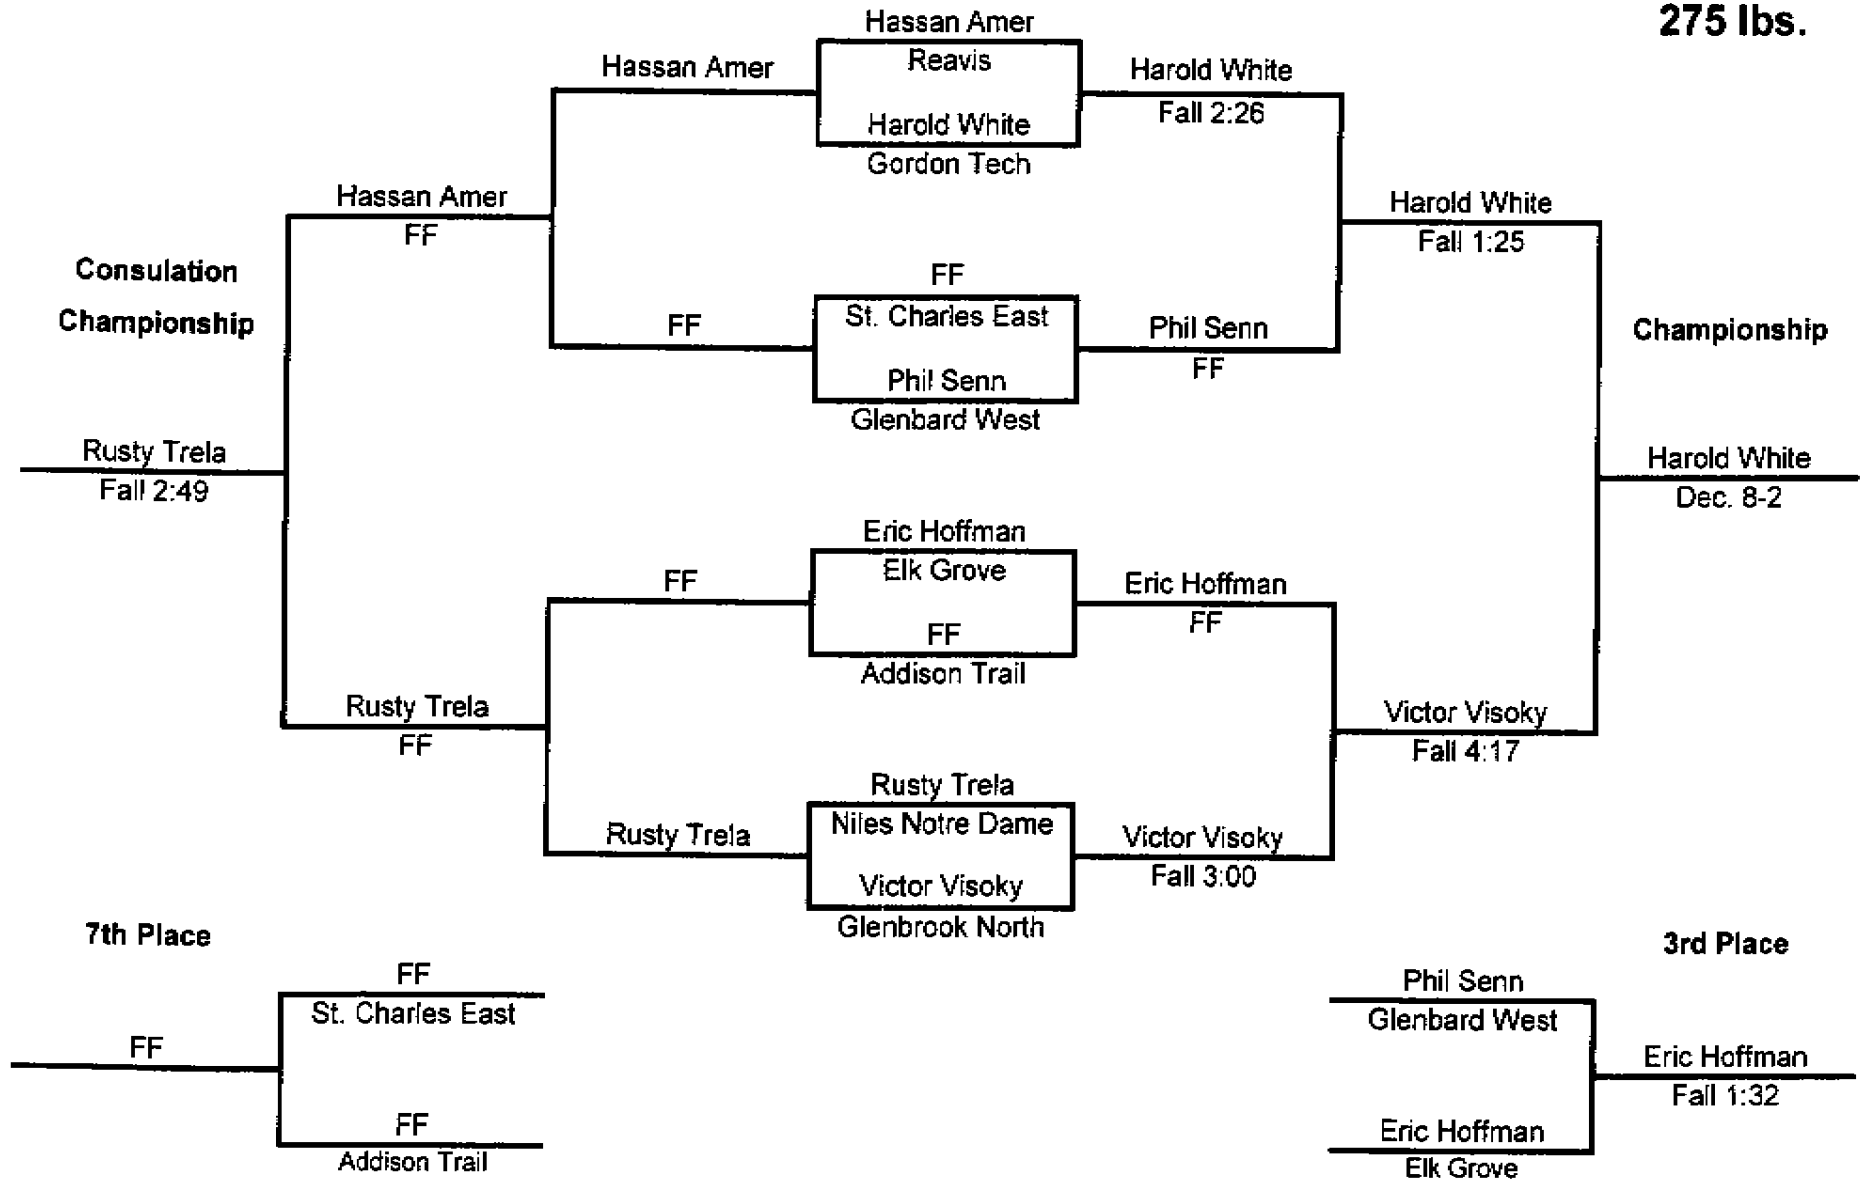 275 lbs.
Hassan Amer
Reavis
Harold White
Gordon Tech
Hassan Amer
Harold White
Fall 2:26
Hassan Amer
FF
Harold White
Fall 1:25
Consulation
Championship
FF
St. Charles East
Phil Senn
Glenbard West
FF
Phil Senn
FF
Championship
Rusty Trela
Fall 2:49
Harold White
Dec. 8-2
Eric Hoffman
Elk Grove
FF
Addison Trail
FF
Eric Hoffman
FF
Rusty Trela
FF
Victor Visoky
Fall 4:17
Rusty Trela
Niles Notre Dame
Victor Visoky
Glenbrook North
Rusty Trela
Victor Visoky
Fall 3:00
7th Place
FF
St. Charles East
FF
FF
Addison Trail
3rd Place
Phil Senn
Glenbard West
Eric Hoffman
Fall 1:32
Eric Hoffman
Elk Grove